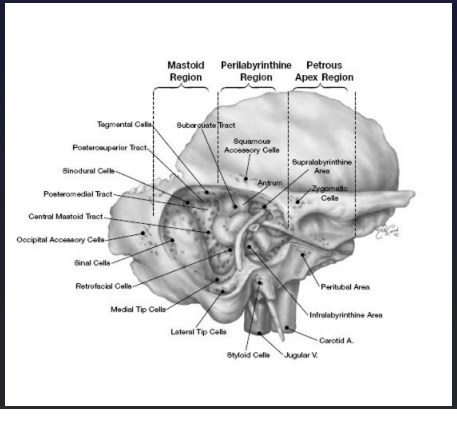 Mastoid Region
Perilabyrinthine Region
Petrous Apex Region
Tegmental Cells
Subarcuate Tract
Posterosuperior Tract
Squamous Accessory Cells
Sinodural Cells
Supralabyrinthine Area
Antrum
Posteromedial Tract
Zygomatic Cells
Central Mastoid Tract
Occipital Accessory Cells
Sinal Cells
Retrofacial Cells
Peritubal Area
Medial Tip Cells
Infralabyrinthine Area
Lateral Tip Cells
Carotid A.
Styloid Cells
Jugular V.